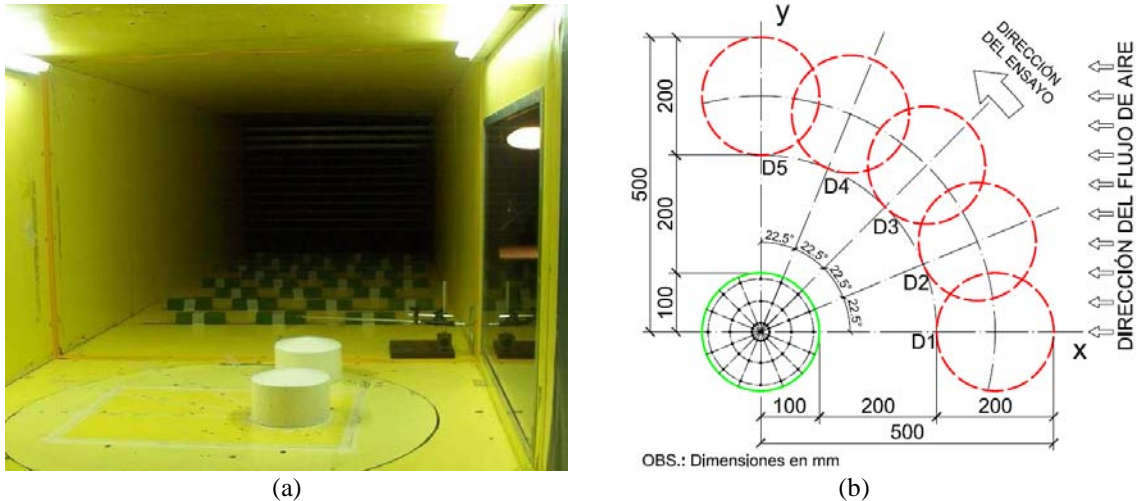 y
DIRECCIÓN
DEL ENSAYO
DIRECCIÓN DEL FLUJO DE AIRE
500
200
200
100
D5
D4
D3
D2
D1
22.5°
22.5°
22.5°
22.5°
x
100
200
200
500
OBS.: Dimensiones en mm
(a)
(b)